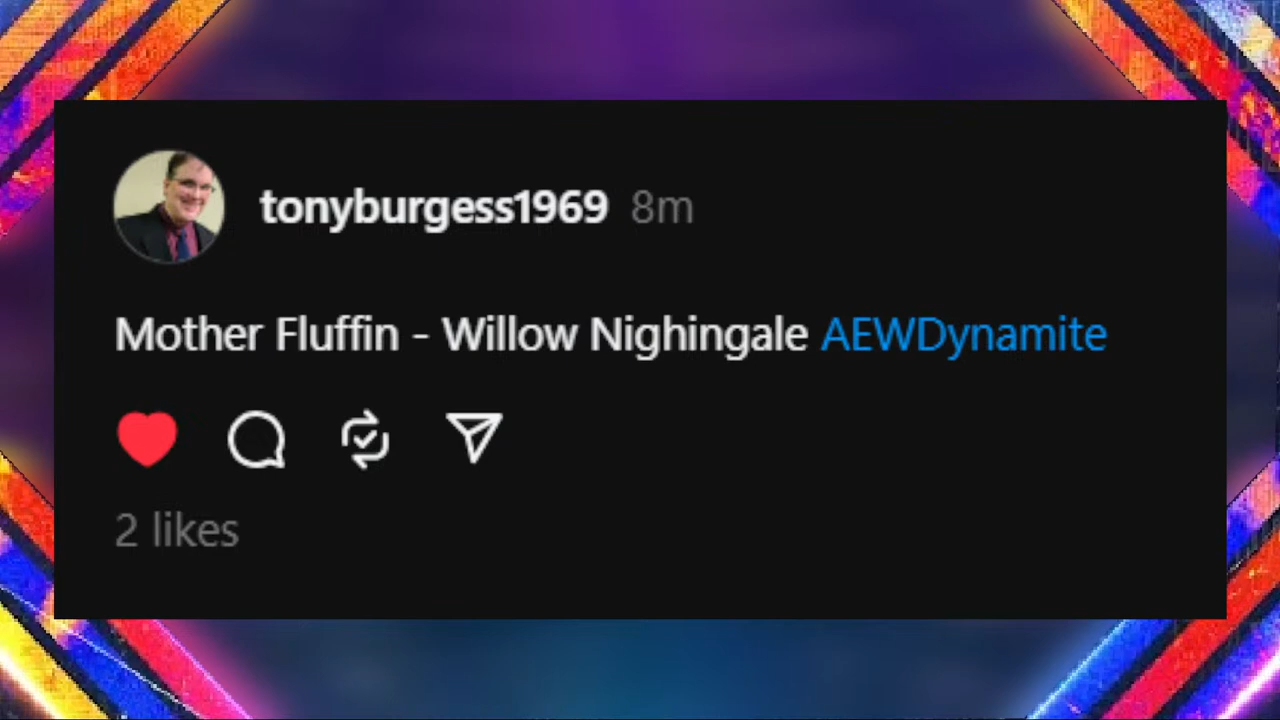 tonyburgess1969 8m
Mother Fluffin - Willow Nighingale AEWDynamite
2 likes